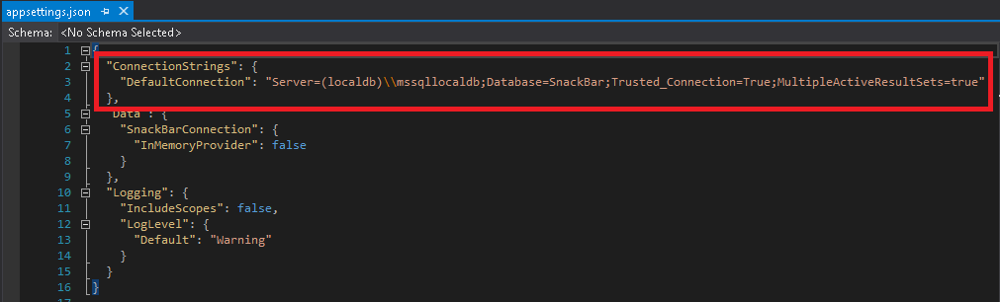 appsettings.json
Schema: <No Schema Selected>
1 {
2 "ConnectionStrings": {
3 "DefaultConnection": "Server=(localdb)\\mssqllocaldb;Database=SnackBar;Trusted_Connection=True;MultipleActiveResultSets=true"
4 },
5 "Data": {
6 "SnackBarConnection": {
7 "InMemoryProvider": false
8 }
9 },
10 "Logging": {
11 "IncludeScopes": false,
12 "LogLevel": {
13 "Default": "Warning"
14 }
15 }
16 }